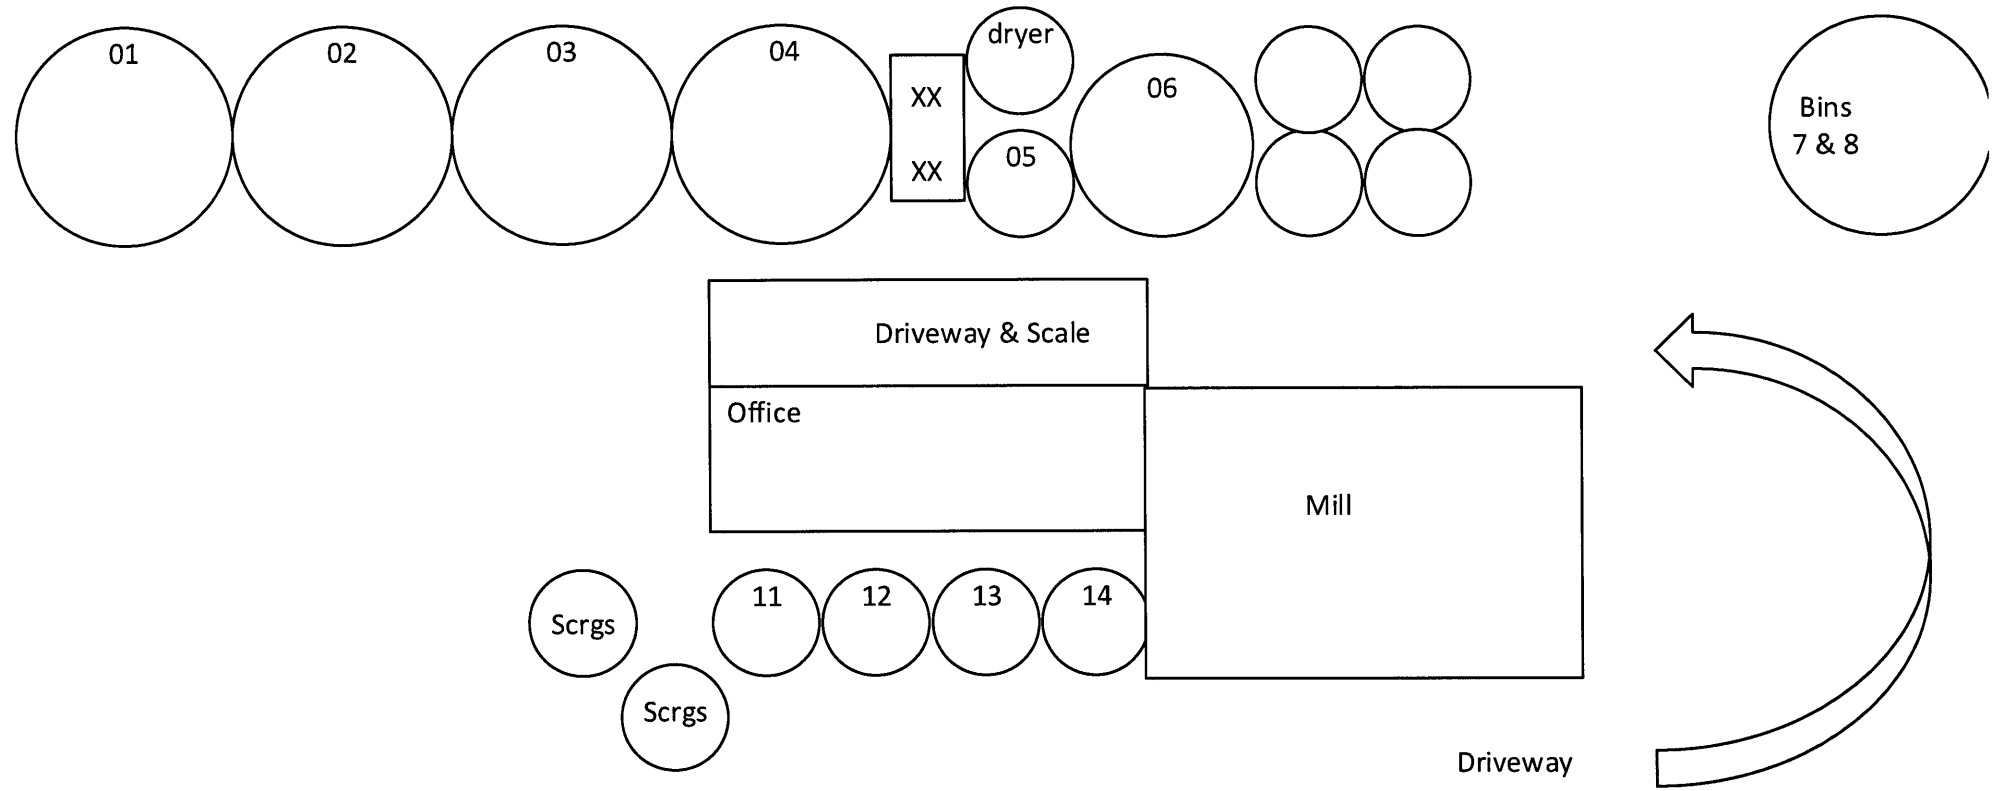 01
02
03
04
XX
XX
dryer
05
06
Bins
7 & 8
Driveway & Scale
Office
Mill
Scrgs
Scrgs
11
12
13
14
Driveway